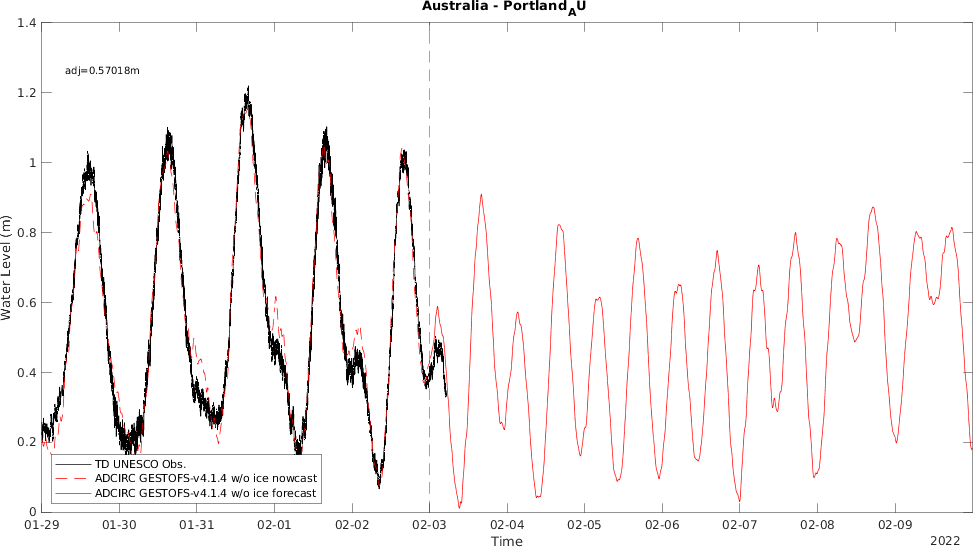 Australia - Portland_AU
adj=0.57018m
Water Level (m)
1.4
1.2
1
0.8
0.6
0.4
0.2
0
TD UNESCO Obs.
ADCIRC GESTOFS-v4.1.4 w/o ice nowcast
ADCIRC GESTOFS-v4.1.4 w/o ice forecast
01-29 01-30 01-31 02-01 02-02 02-03 02-04 02-05 02-06 02-07 02-08 02-09
Time
2022